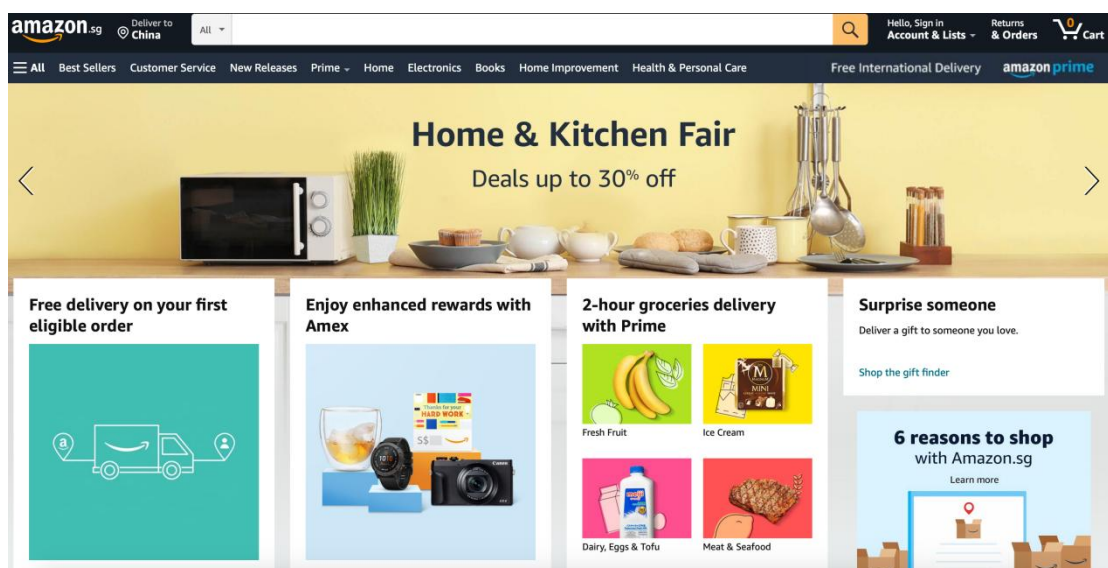 amazon.sg
Deliver to
China
All
Hello, Sign in
Account & Lists
Returns
& Orders
0
Cart
All Best Sellers Customer Service New Releases Prime Home Electronics Books Home Improvement Health & Personal Care Free International Delivery amazon prime
Home & Kitchen Fair
Deals up to 30% off
Free delivery on your first
eligible order
a
Enjoy enhanced rewards with
Amex
Thanks for your
HARD WORK
S$
Canon
2-hour groceries delivery
with Prime
M
MINI
Fresh Fruit
Ice Cream
meiji
Dairy, Eggs & Tofu
Meat & Seafood
Surprise someone
Deliver a gift to someone you love.
Shop the gift finder
6 reasons to shop
with Amazon.sg
Learn more